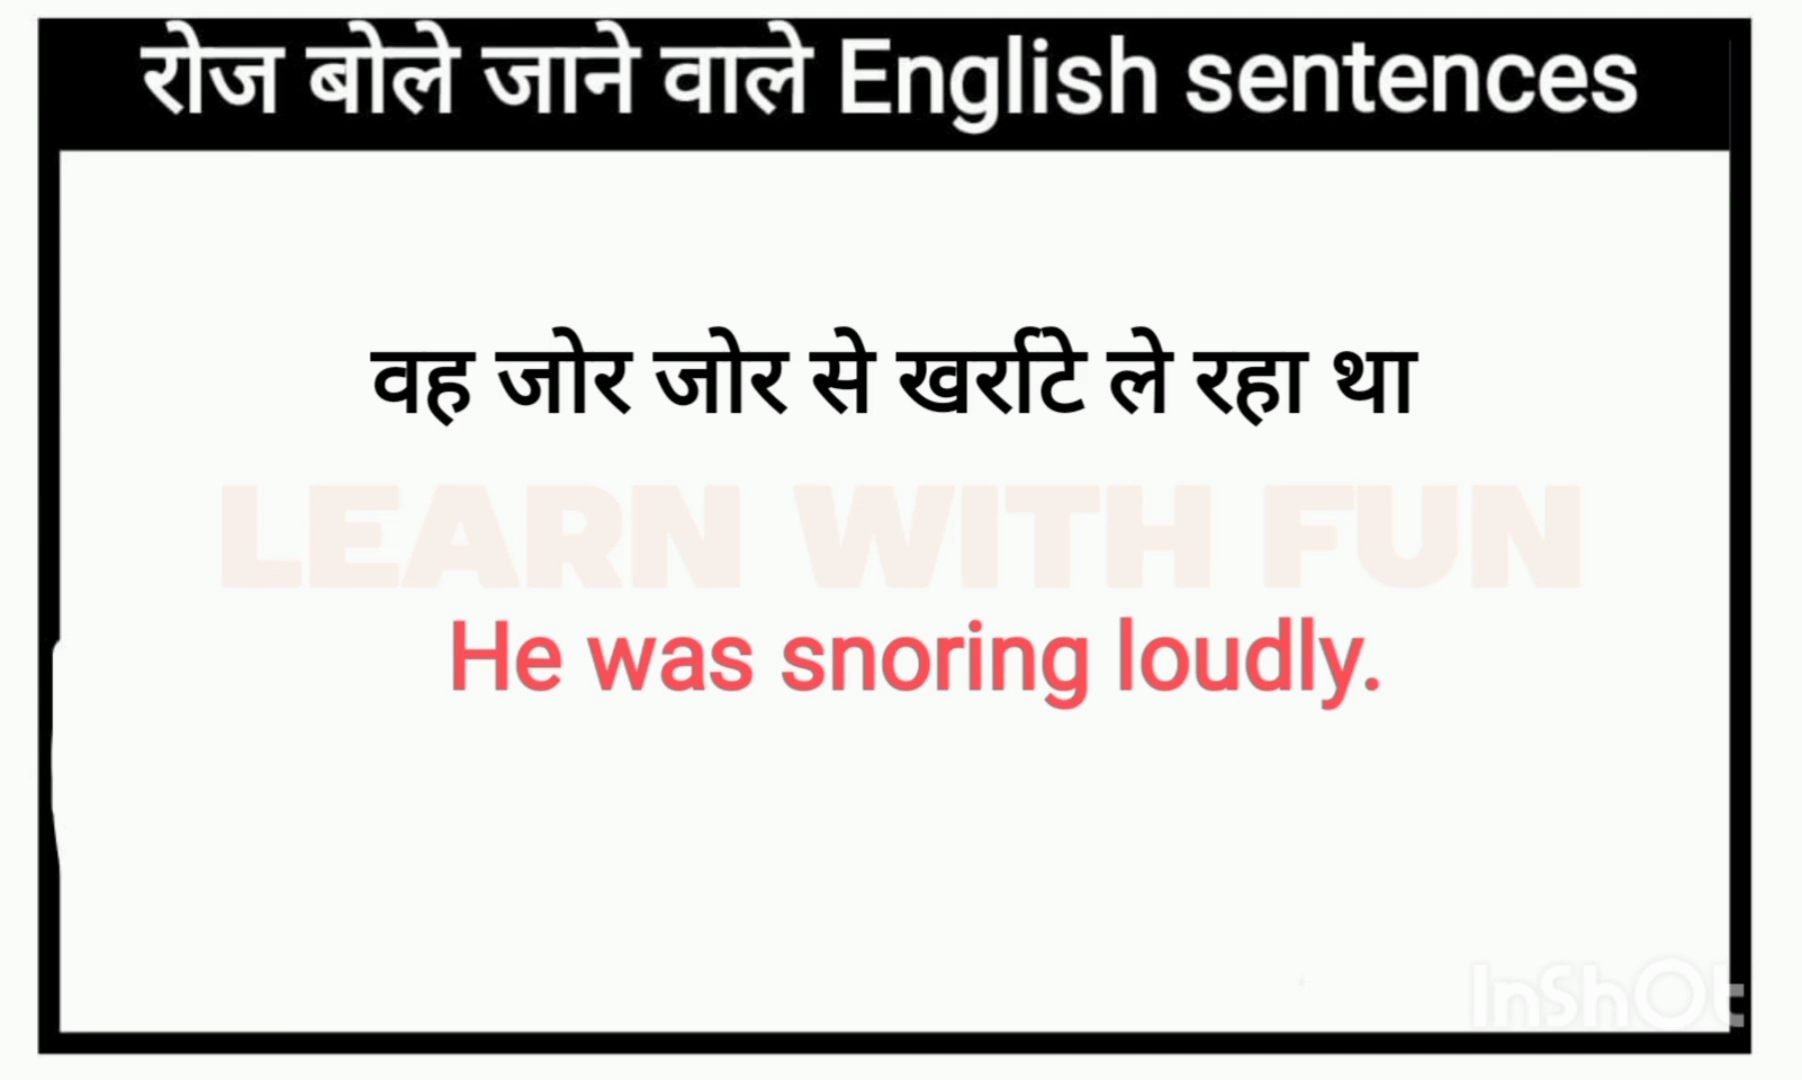 रोज बोले जाने वाले English sentences
वह जोर जोर से खर्राटे ले रहा था
LEARN WITH FUN
He was snoring loudly.
InShOt